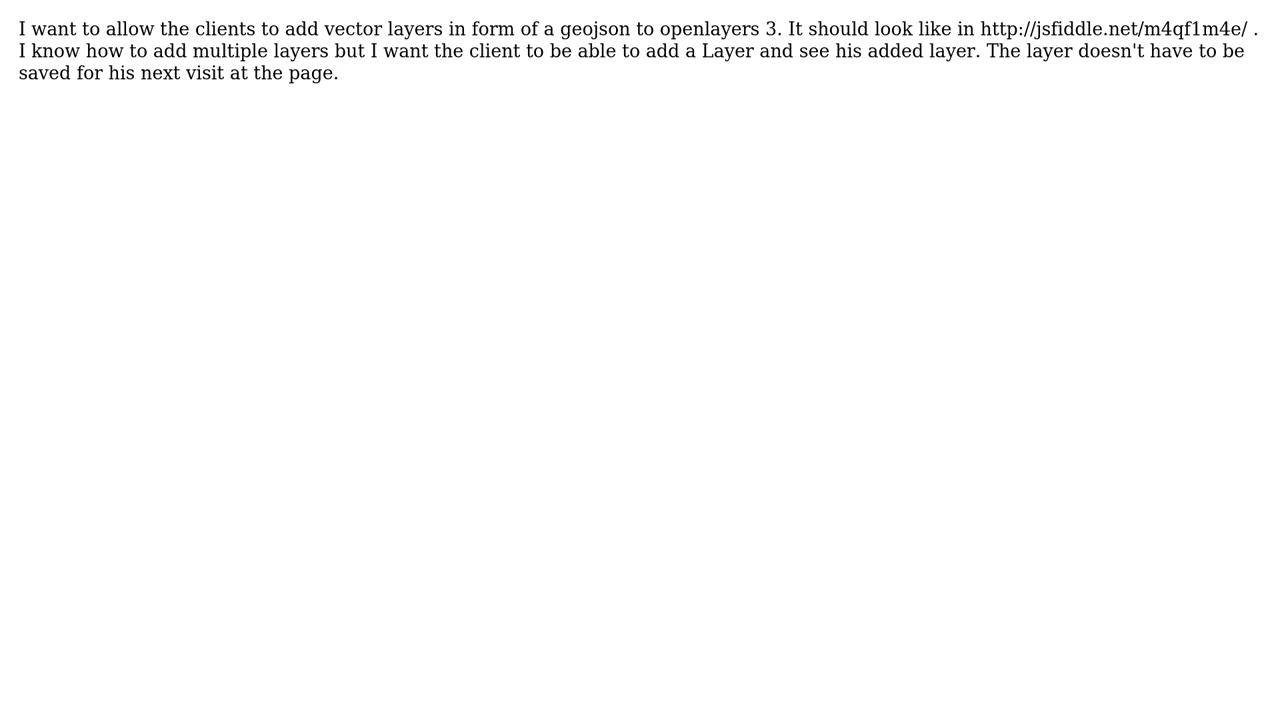 I want to allow the clients to add vector layers in form of a geojson to openlayers 3. It should look like in http://jsfiddle.net/m4qf1m4e/ .
I know how to add multiple layers but I want the client to be able to add a Layer and see his added layer. The layer doesn't have to be
saved for his next visit at the page.